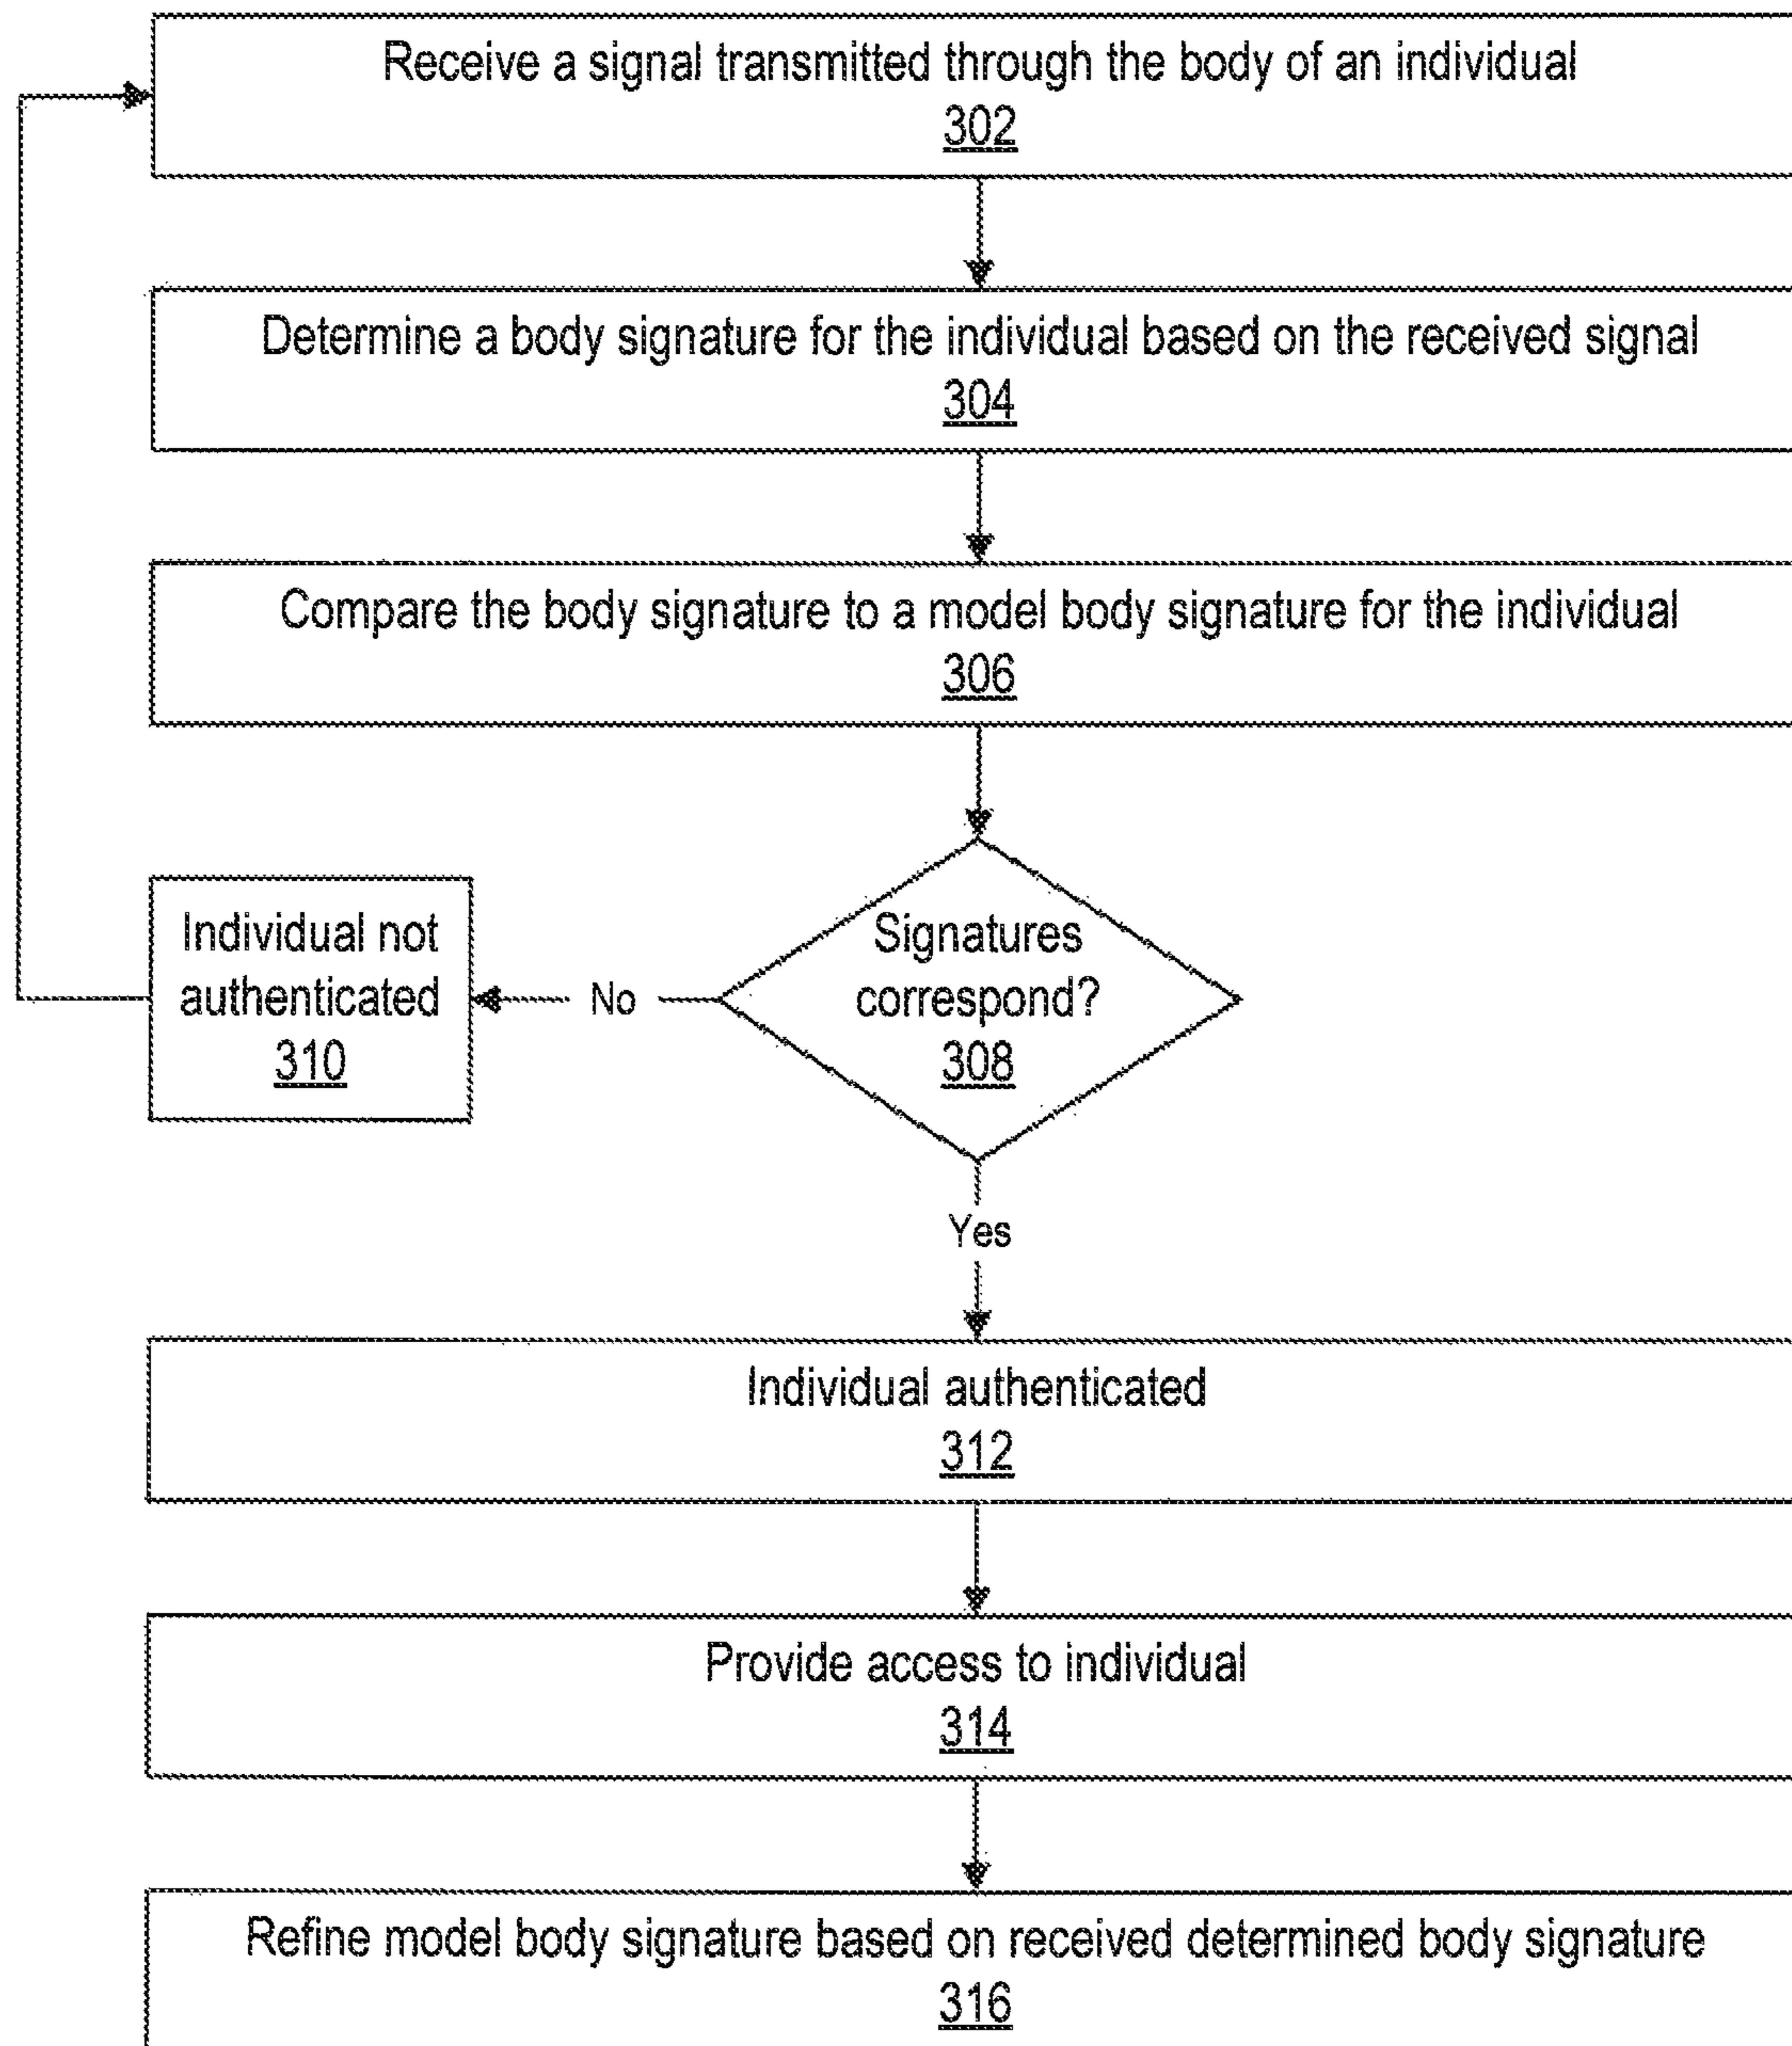 Receive a signal transmitted through the body of an individual
302
Determine a body signature for the individual based on the received signal
304
Compare the body signature to a model body signature for the individual
306
Signatures
correspond?
308
No
Individual not
authenticated
310
Yes
Individual authenticated
312
Provide access to individual
314
Refine model body signature based on received determined body signature
316